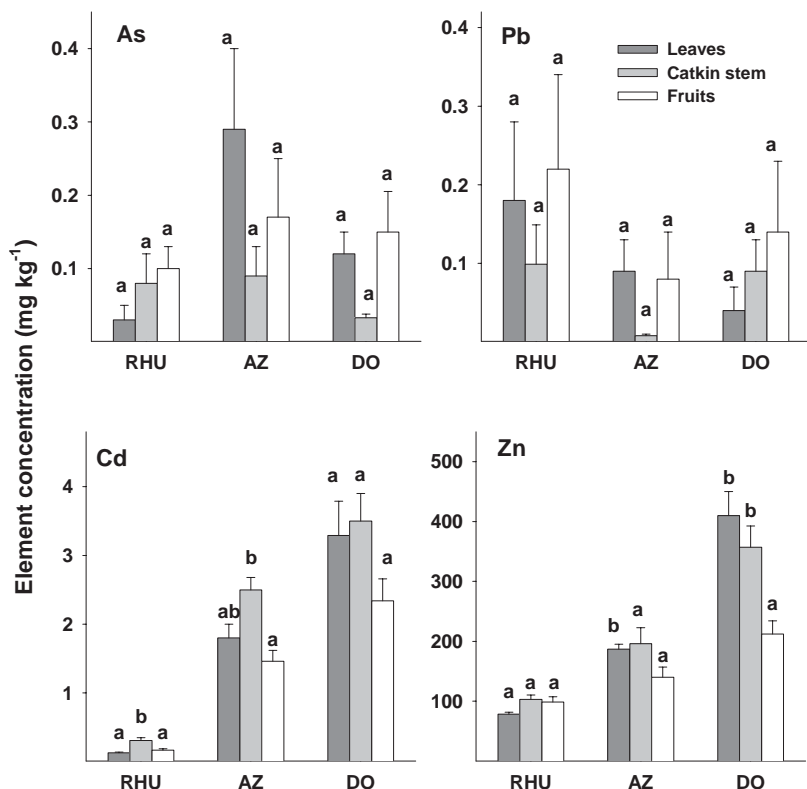 Element concentration (mg kg⁻¹)
As
0.4
0.3
0.2
0.1
a a a
a a a
a a a
RHU AZ DO
Pb
Leaves
Catkin stem
Fruits
0.4
0.3
0.2
0.1
a a a
a a a
a a a
RHU AZ DO
Cd
4
3
2
1
a b a
ab b a
a a a
RHU AZ DO
Zn
500
400
300
200
100
a a a
b a a
b b a
RHU AZ DO